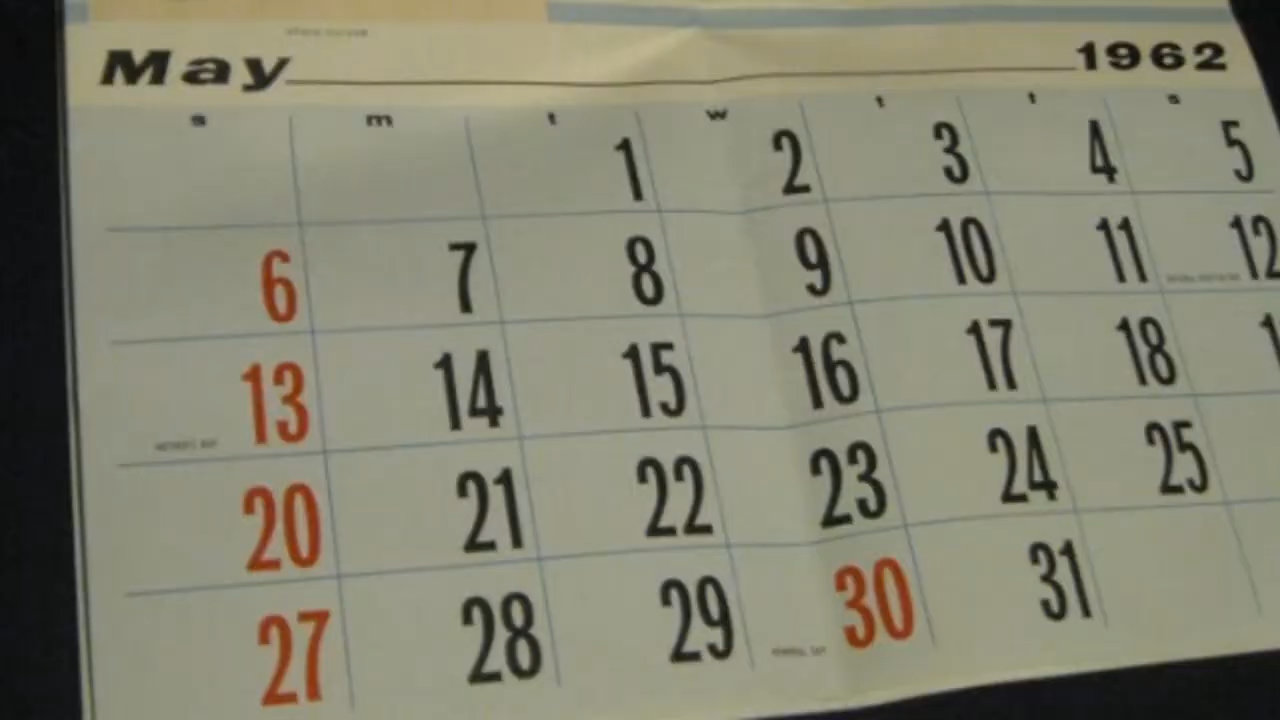 May 1962
s m t w t f s
1 2 3 4 5
6 7 8 9 10 11 12
13 14 15 16 17 18
20 21 22 23 24 25
27 28 29 30 31